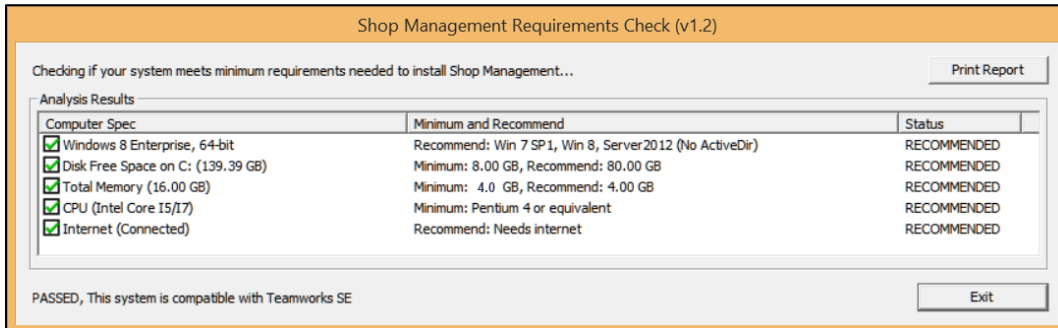 Shop Management Requirements Check (v1.2)
Checking if your system meets minimum requirements needed to install Shop Management...
Print Report
Analysis Results
Computer Spec Minimum and Recommend Status
Windows 8 Enterprise, 64-bit Recommend: Win 7 SP1, Win 8, Server2012 (No ActiveDir) RECOMMENDED
Disk Free Space on C: (139.39 GB) Minimum: 8.00 GB, Recommend: 80.00 GB RECOMMENDED
Total Memory (16.00 GB) Minimum: 4.0 GB, Recommend: 4.00 GB RECOMMENDED
CPU (Intel Core I5/I7) Minimum: Pentium 4 or equivalent RECOMMENDED
Internet (Connected) Recommend: Needs internet RECOMMENDED
PASSED, This system is compatible with Teamworks SE
Exit